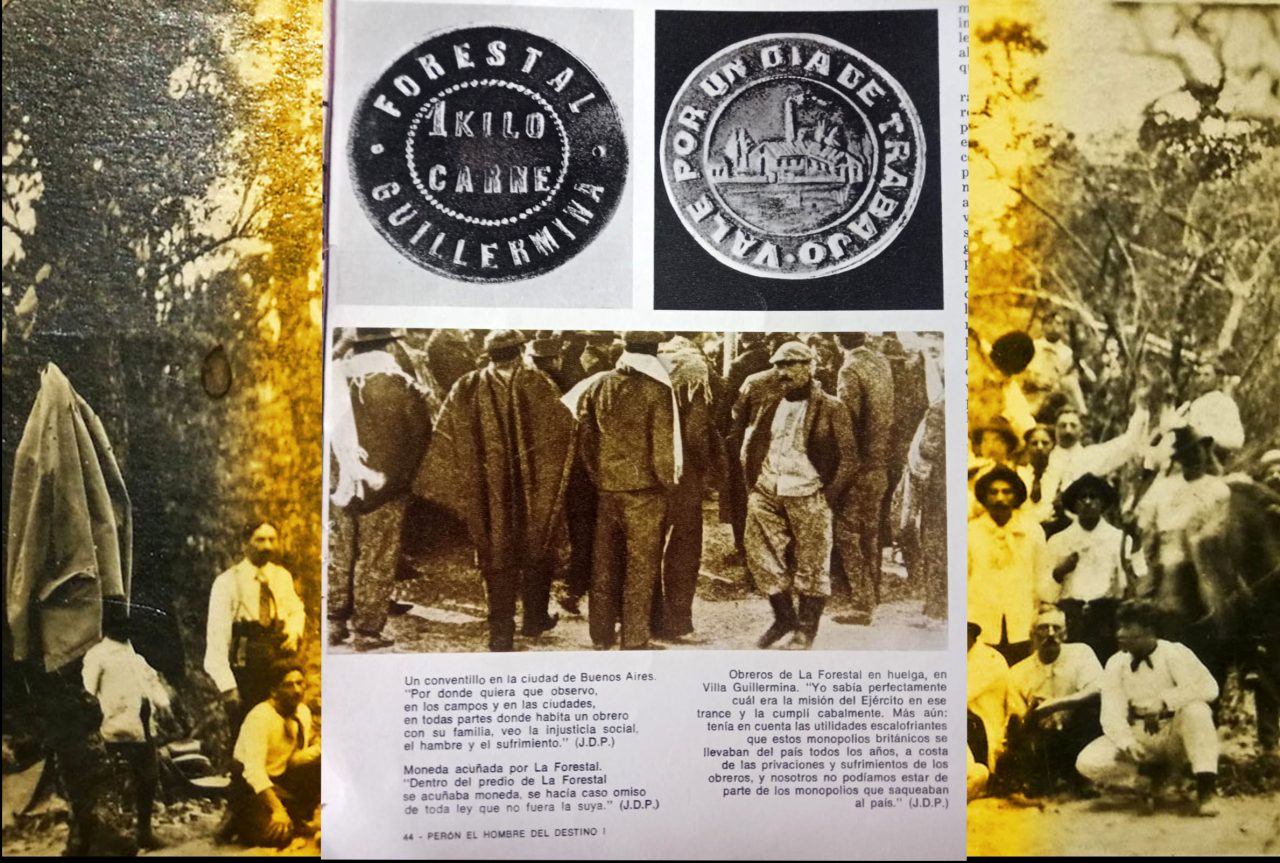 FORESTAL
1 KILO
CARNE
GUILLERMINA
VALE POR UN DIA DE TRABAJO
Un conventillo en la ciudad de Buenos Aires.
"Por donde quiera que observo,
en los campos y en las ciudades,
en todas partes donde habita un obrero
con su familia, veo la injusticia social,
el hambre y el sufrimiento." (J.D.P.)
Moneda acuñada por La Forestal.
"Dentro del predio de La Forestal
se acuñaba moneda, se hacía caso omiso
de toda ley que no fuera la suya." (J.D.P.)
Obreros de La Forestal en huelga, en
Villa Guillermina. "Yo sabía perfectamente
cuál era la misión del Ejército en ese
trance y la cumplí cabalmente. Más aún:
tenía en cuenta las utilidades escalofriantes
que estos monopolios británicos se
llevaban del país todos los años, a costa
de las privaciones y sufrimientos de los
obreros, y nosotros no podíamos estar de
parte de los monopolios que saqueaban
al país." (J.D.P.)
44 - PERÓN EL HOMBRE DEL DESTINO I